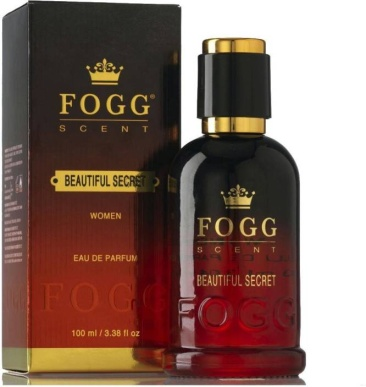 FOGG®
SCENT
BEAUTIFUL SECRET
WOMEN
EAU DE PARFUM
100 ml / 3.38 fl oz
FOGG
SCENT
BEAUTIFUL SECRET
FOGG